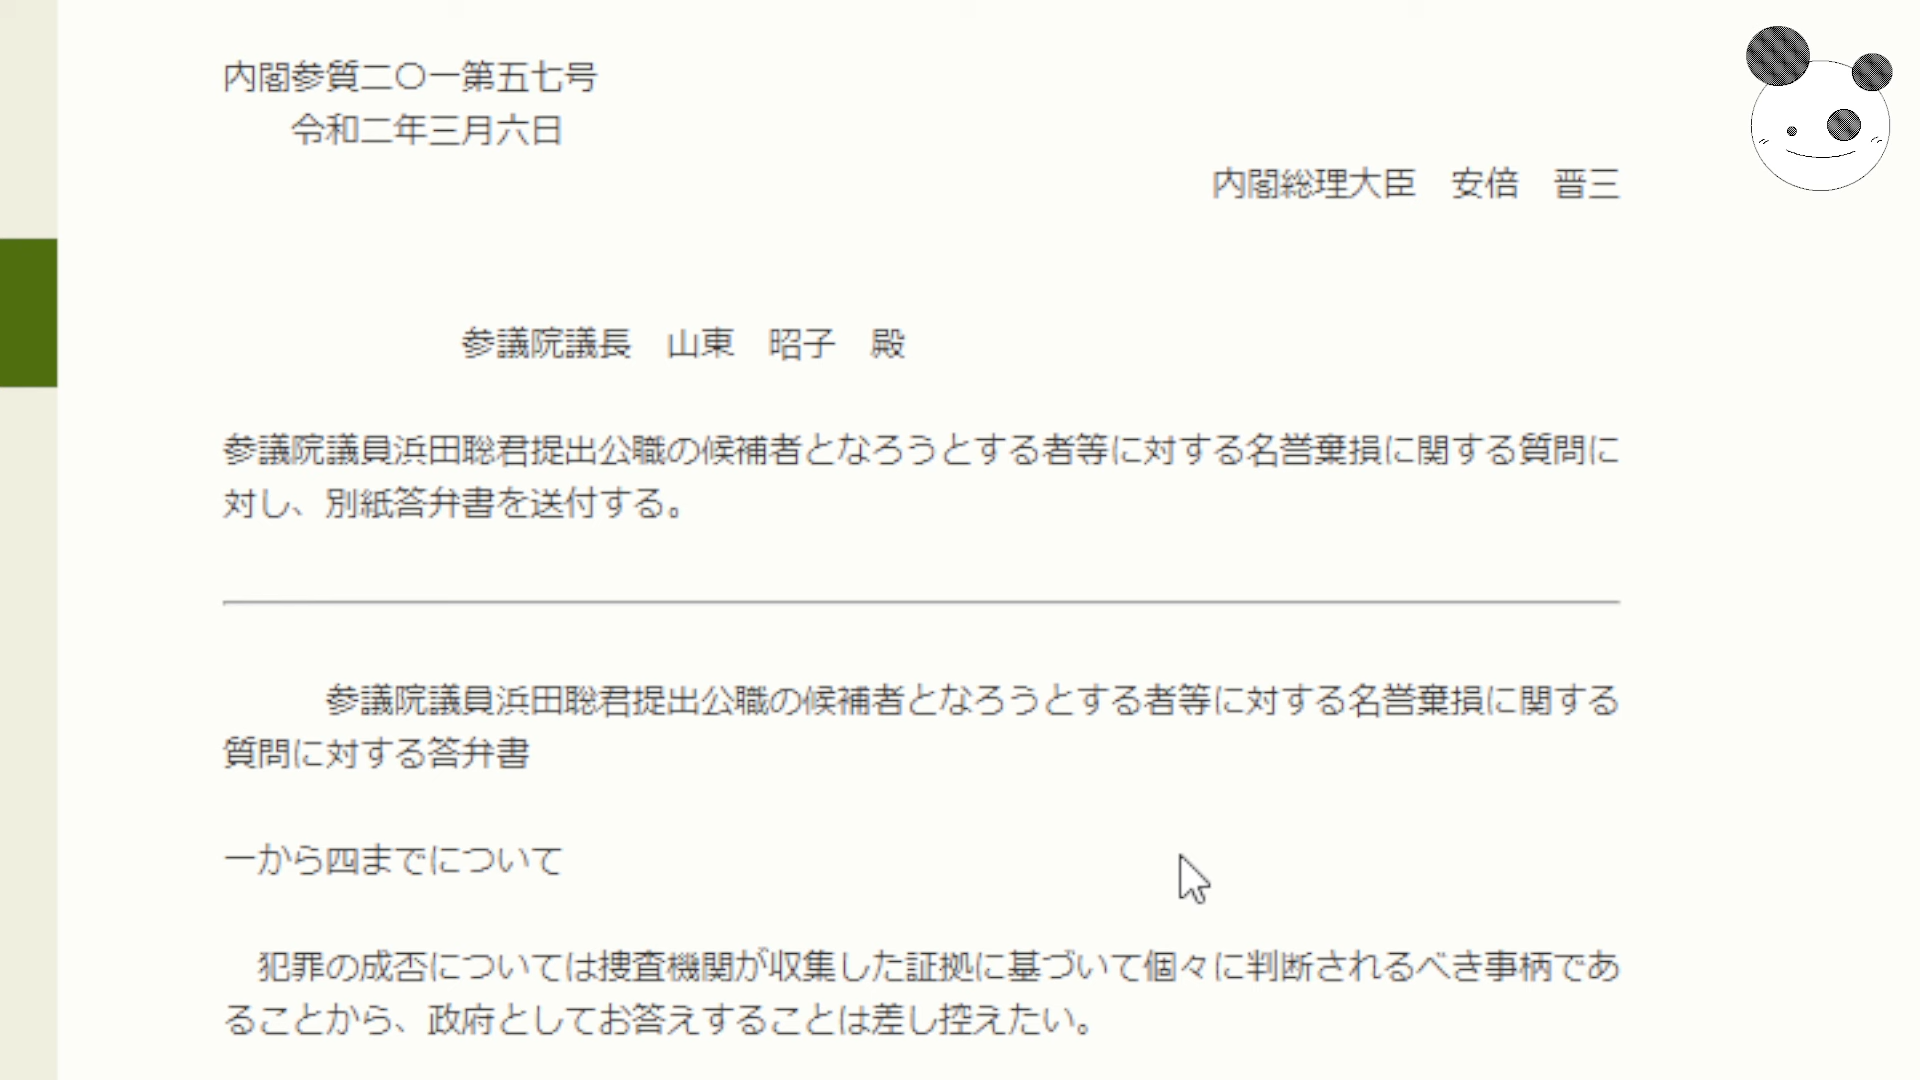 内閣参質二〇一第五七号
令和二年三月六日
内閣総理大臣　安倍　晋三
参議院議長　山東　昭子　殿
参議院議員浜田聡君提出公職の候補者となろうとする者等に対する名誉棄損に関する質問に
対し、別紙答弁書を送付する。
参議院議員浜田聡君提出公職の候補者となろうとする者等に対する名誉棄損に関する
質問に対する答弁書
一から四までについて
犯罪の成否については捜査機関が収集した証拠に基づいて個々に判断されるべき事柄であ
ることから、政府としてお答えすることは差し控えたい。